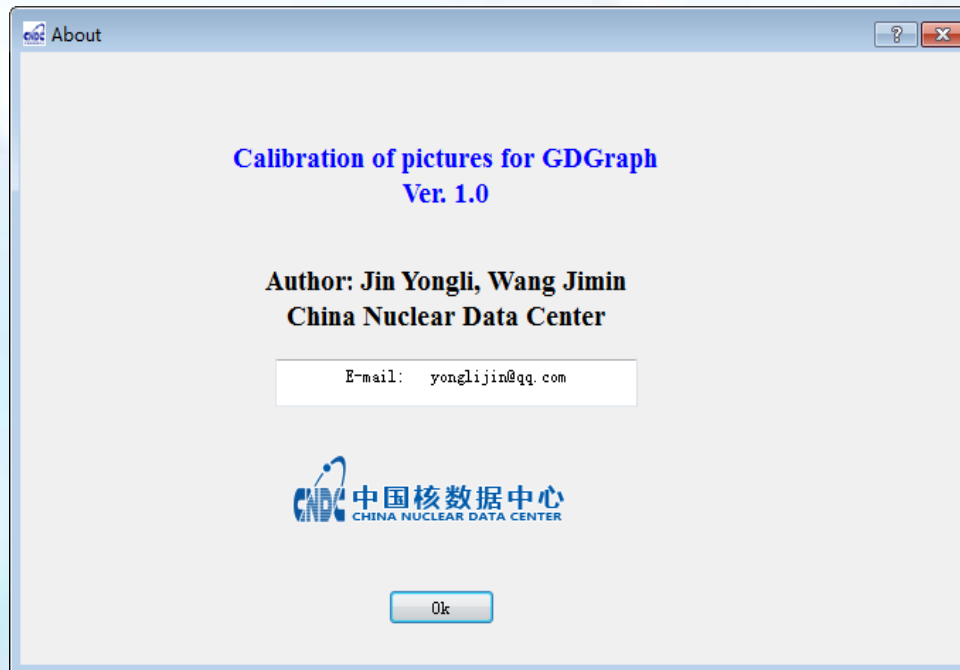 CNDC About
Calibration of pictures for GDGraph
Ver. 1.0
Author: Jin Yongli, Wang Jimin
China Nuclear Data Center
E-mail: yonglijin@qq.com
CNDC 中国核数据中心
CHINA NUCLEAR DATA CENTER
Ok